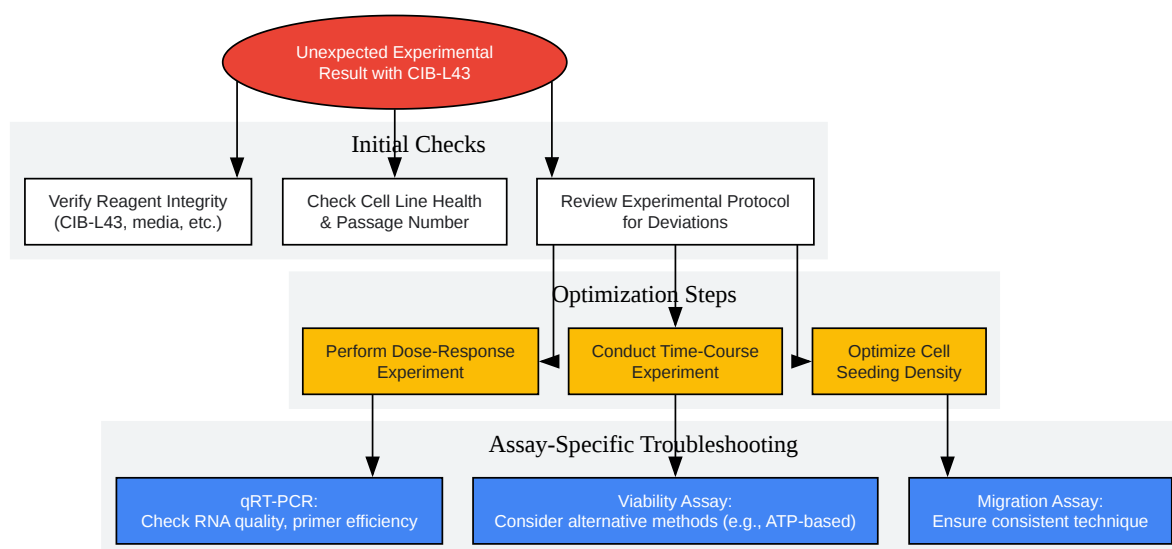 Unexpected Experimental
Result with CIB-L43
Initial Checks
Verify Reagent Integrity
(CIB-L43, media, etc.)
Check Cell Line Health
& Passage Number
Review Experimental Protocol
for Deviations
Optimization Steps
Perform Dose-Response
Experiment
Conduct Time-Course
Experiment
Optimize Cell
Seeding Density
Assay-Specific Troubleshooting
qRT-PCR:
Check RNA quality, primer efficiency
Viability Assay:
Consider alternative methods (e.g., ATP-based)
Migration Assay:
Ensure consistent technique